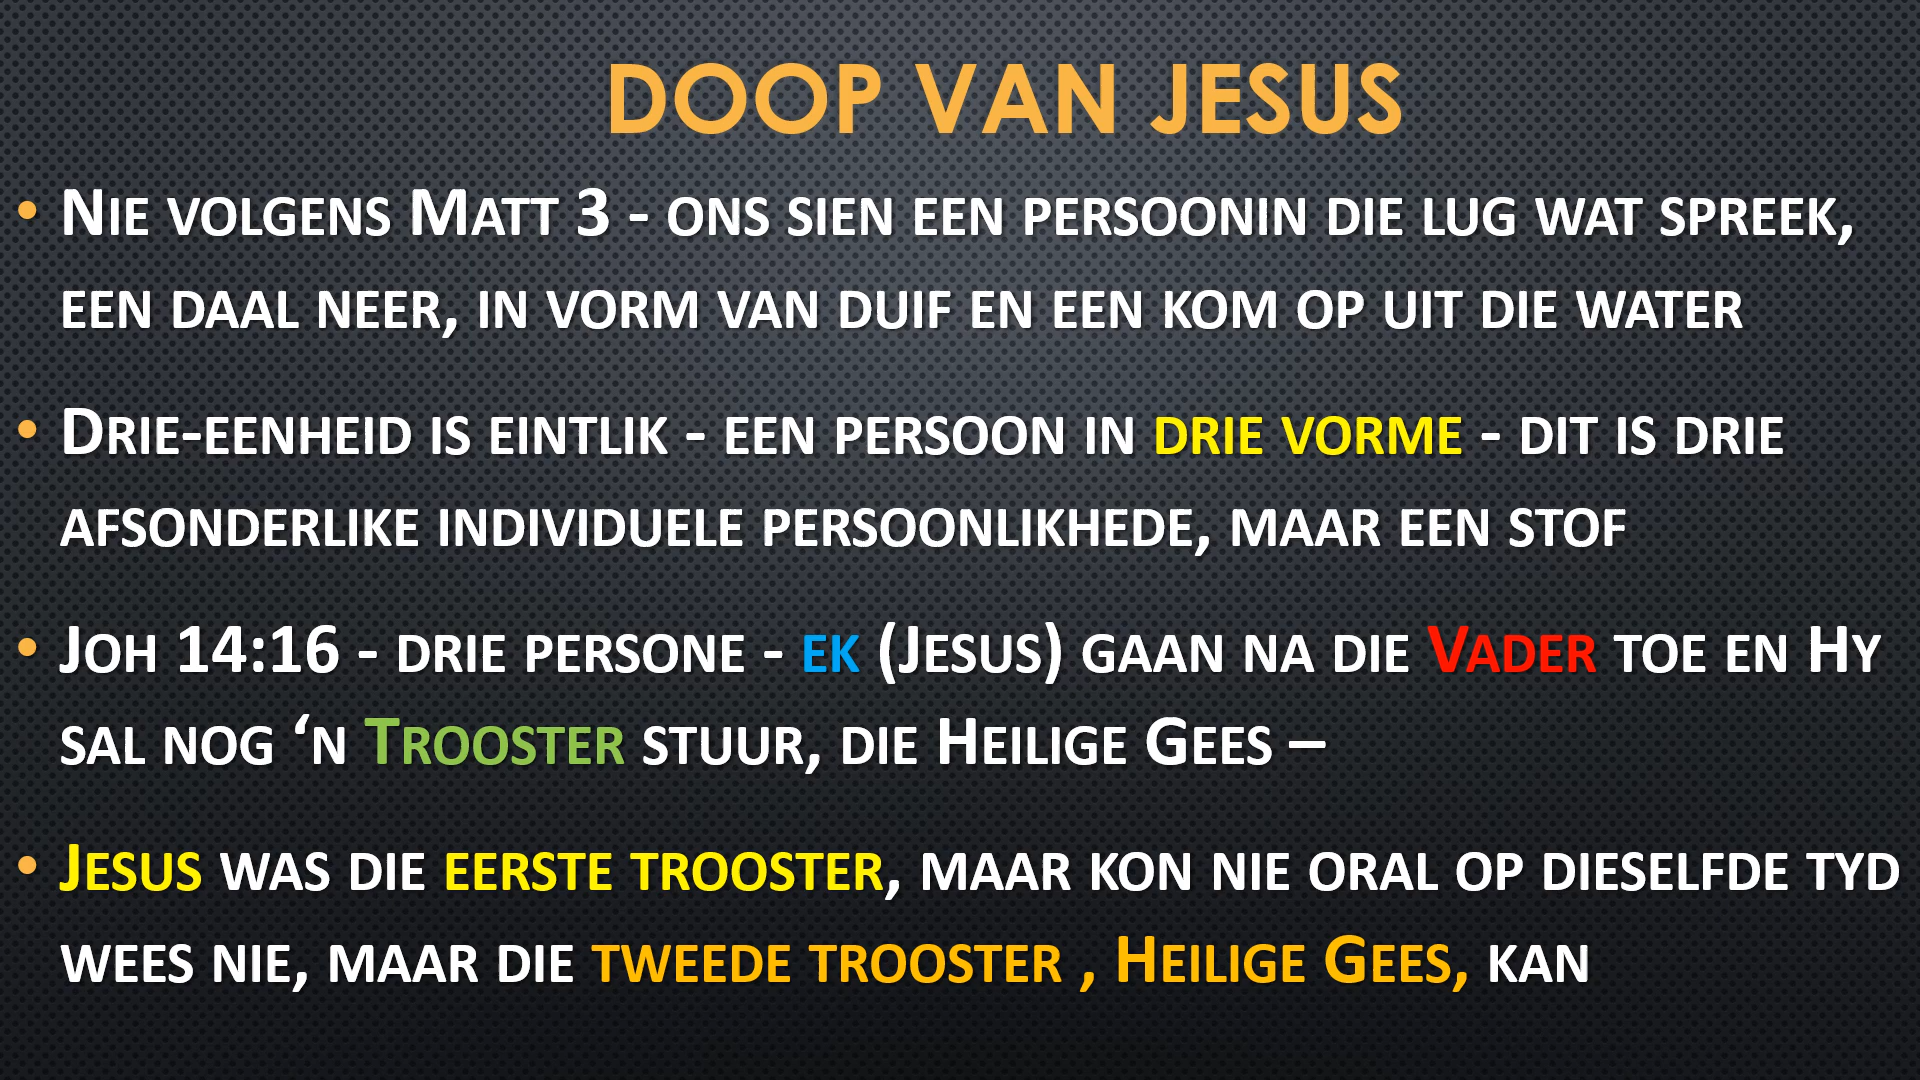 DOOP VAN JESUS
• Nie volgens Matt 3 - ons sien een persoonin die lug wat spreek,
een daal neer, in vorm van duif en een kom op uit die water
• Drie-eenheid is eintlik - een persoon in drie vorme - dit is drie
afsonderlike individuele persoonlikhede, maar een stof
• Joh 14:16 - drie persone - ek (Jesus) gaan na die Vader toe en Hy
sal nog ‘n Trooster stuur, die Heilige Gees –
• Jesus was die eerste trooster, maar kon nie oral op dieselfde tyd
wees nie, maar die tweede trooster , Heilige Gees, kan